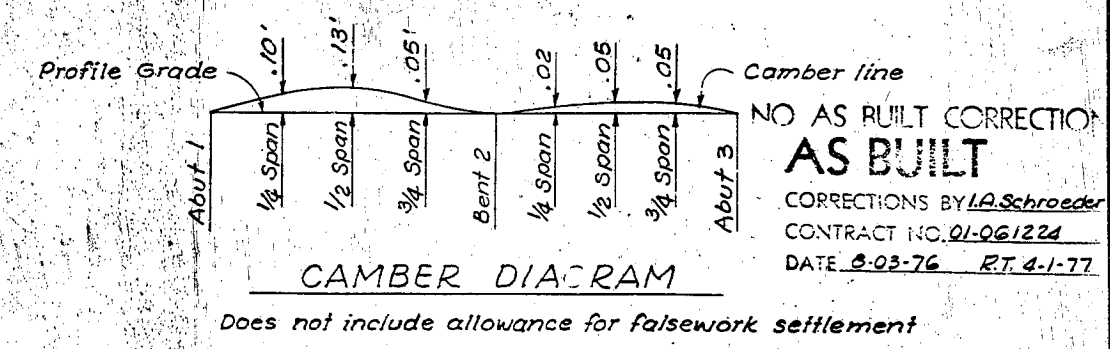 .10' .13' .05' .02 .05 .05
Profile Grade
Camber line
Abut 1
1/4 Span
1/2 Span
3/4 Span
Bent 2
1/4 Span
1/2 Span
3/4 Span
Abut 3
CAMBER DIAGRAM
Does not include allowance for falsework settlement
NO AS BUILT CORRECTION
AS BUILT
CORRECTIONS BY I.A. Schroeder
CONTRACT NO. 01-061224
DATE 8-03-76 R.T. 4-1-77